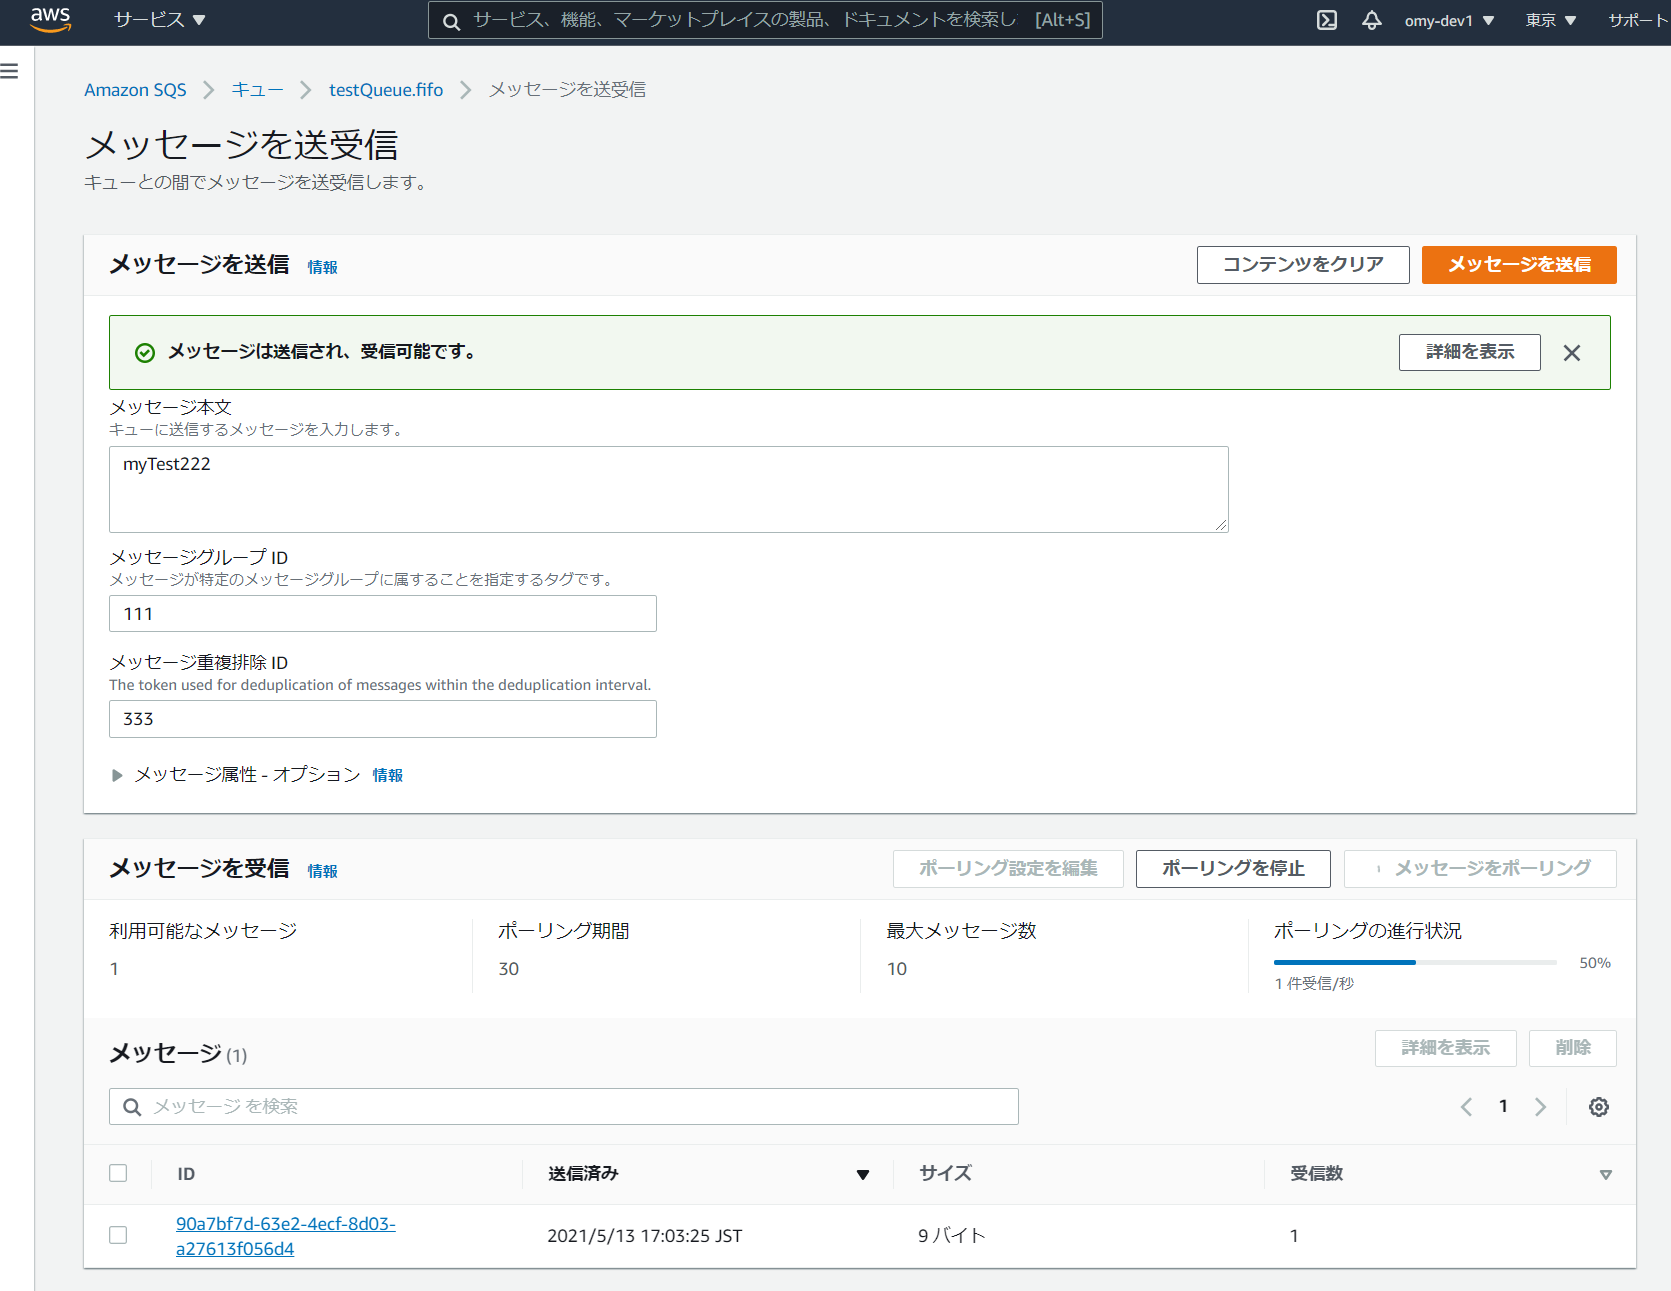 aws
サービス
サービス、機能、マーケットプレイスの製品、ドキュメントを検索し
[Alt+S]
omy-dev1
東京
サポート
Amazon SQS
キュー
testQueue.fifo
メッセージを送受信
メッセージを送受信
キューとの間でメッセージを送受信します。
メッセージを送信 情報
コンテンツをクリア
メッセージを送信
メッセージは送信され、受信可能です。
詳細を表示
メッセージ本文
キューに送信するメッセージを入力します。
myTest222
メッセージグループ ID
メッセージが特定のメッセージグループに属することを指定するタグです。
111
メッセージ重複排除 ID
The token used for deduplication of messages within the deduplication interval.
333
メッセージ属性 - オプション 情報
メッセージを受信 情報
ポーリング設定を編集
ポーリングを停止
メッセージをポーリング
利用可能なメッセージ
1
ポーリング期間
30
最大メッセージ数
10
ポーリングの進行状況
50%
1 件受信/秒
メッセージ (1)
詳細を表示
削除
メッセージ を検索
1
ID
送信済み
サイズ
受信数
90a7bf7d-63e2-4ecf-8d03-
a27613f056d4
2021/5/13 17:03:25 JST
9 バイト
1